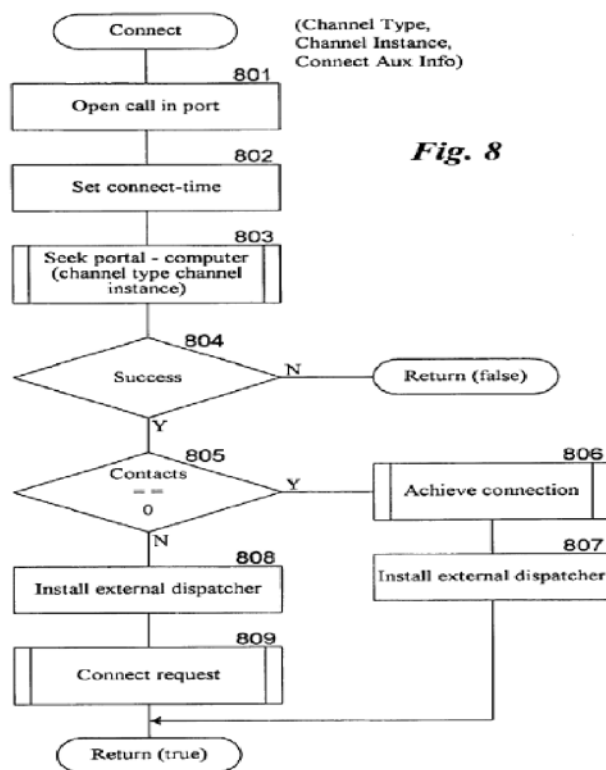 Connect
(Channel Type,
Channel Instance,
Connect Aux Info)
801
Open call in port
Fig. 8
802
Set connect-time
803
Seek portal - computer
(channel type channel
instance)
804
Success
N
Return (false)
Y
805
Contacts
==
0
Y
806
Achieve connection
N
807
Install external dispatcher
808
Install external dispatcher
809
Connect request
Return (true)